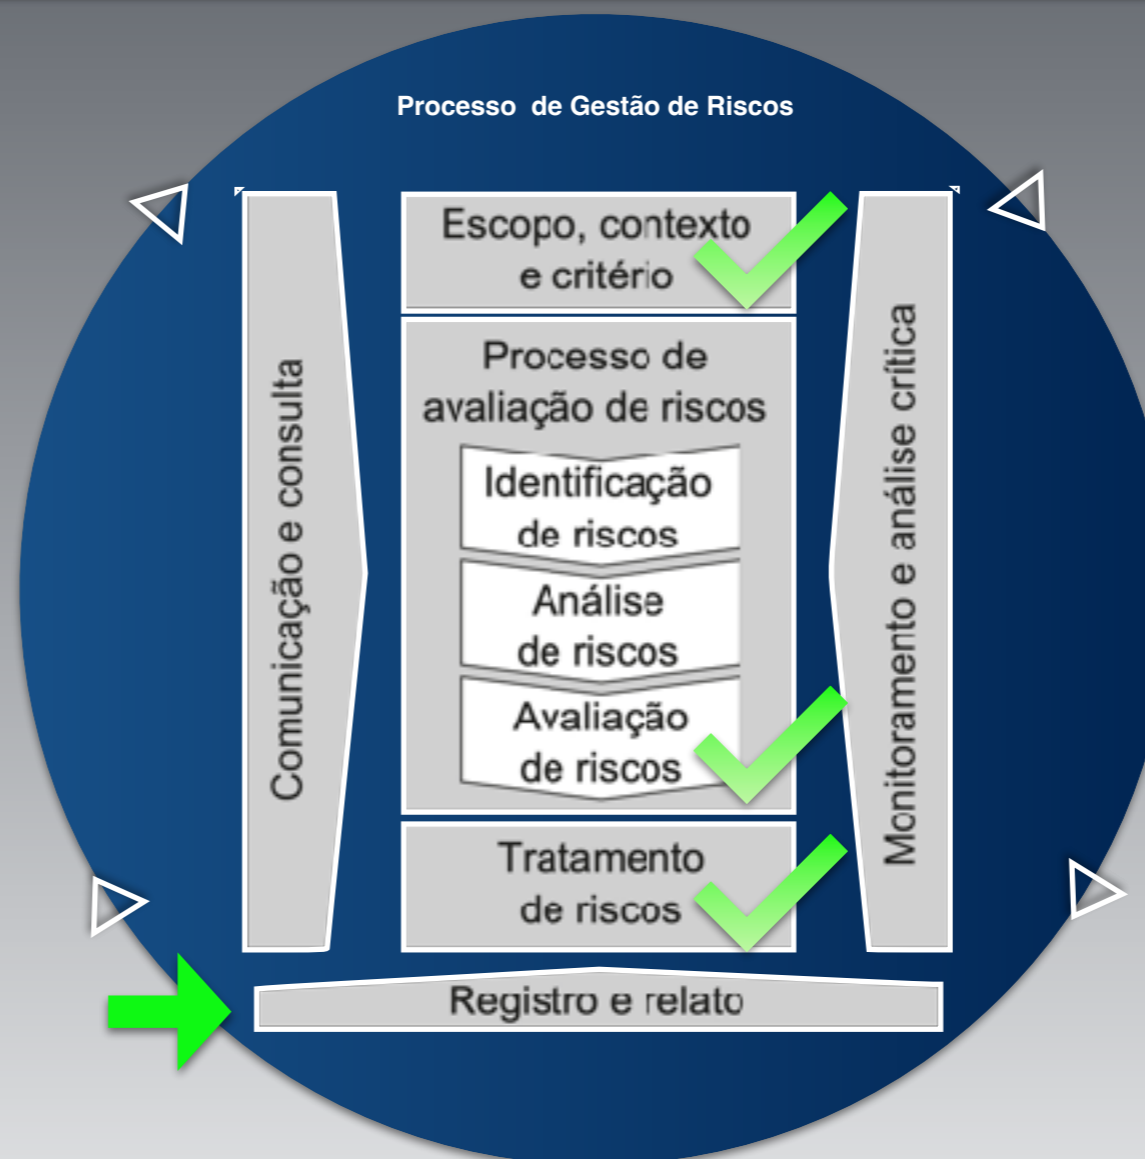 Processo  de Gestão de Riscos
Comunicação e consulta
Escopo, contexto
e critério
Processo de
avaliação de riscos
Identificação
de riscos
Análise
de riscos
Avaliação
de riscos
Tratamento
de riscos
Monitoramento e análise crítica
Registro e relato